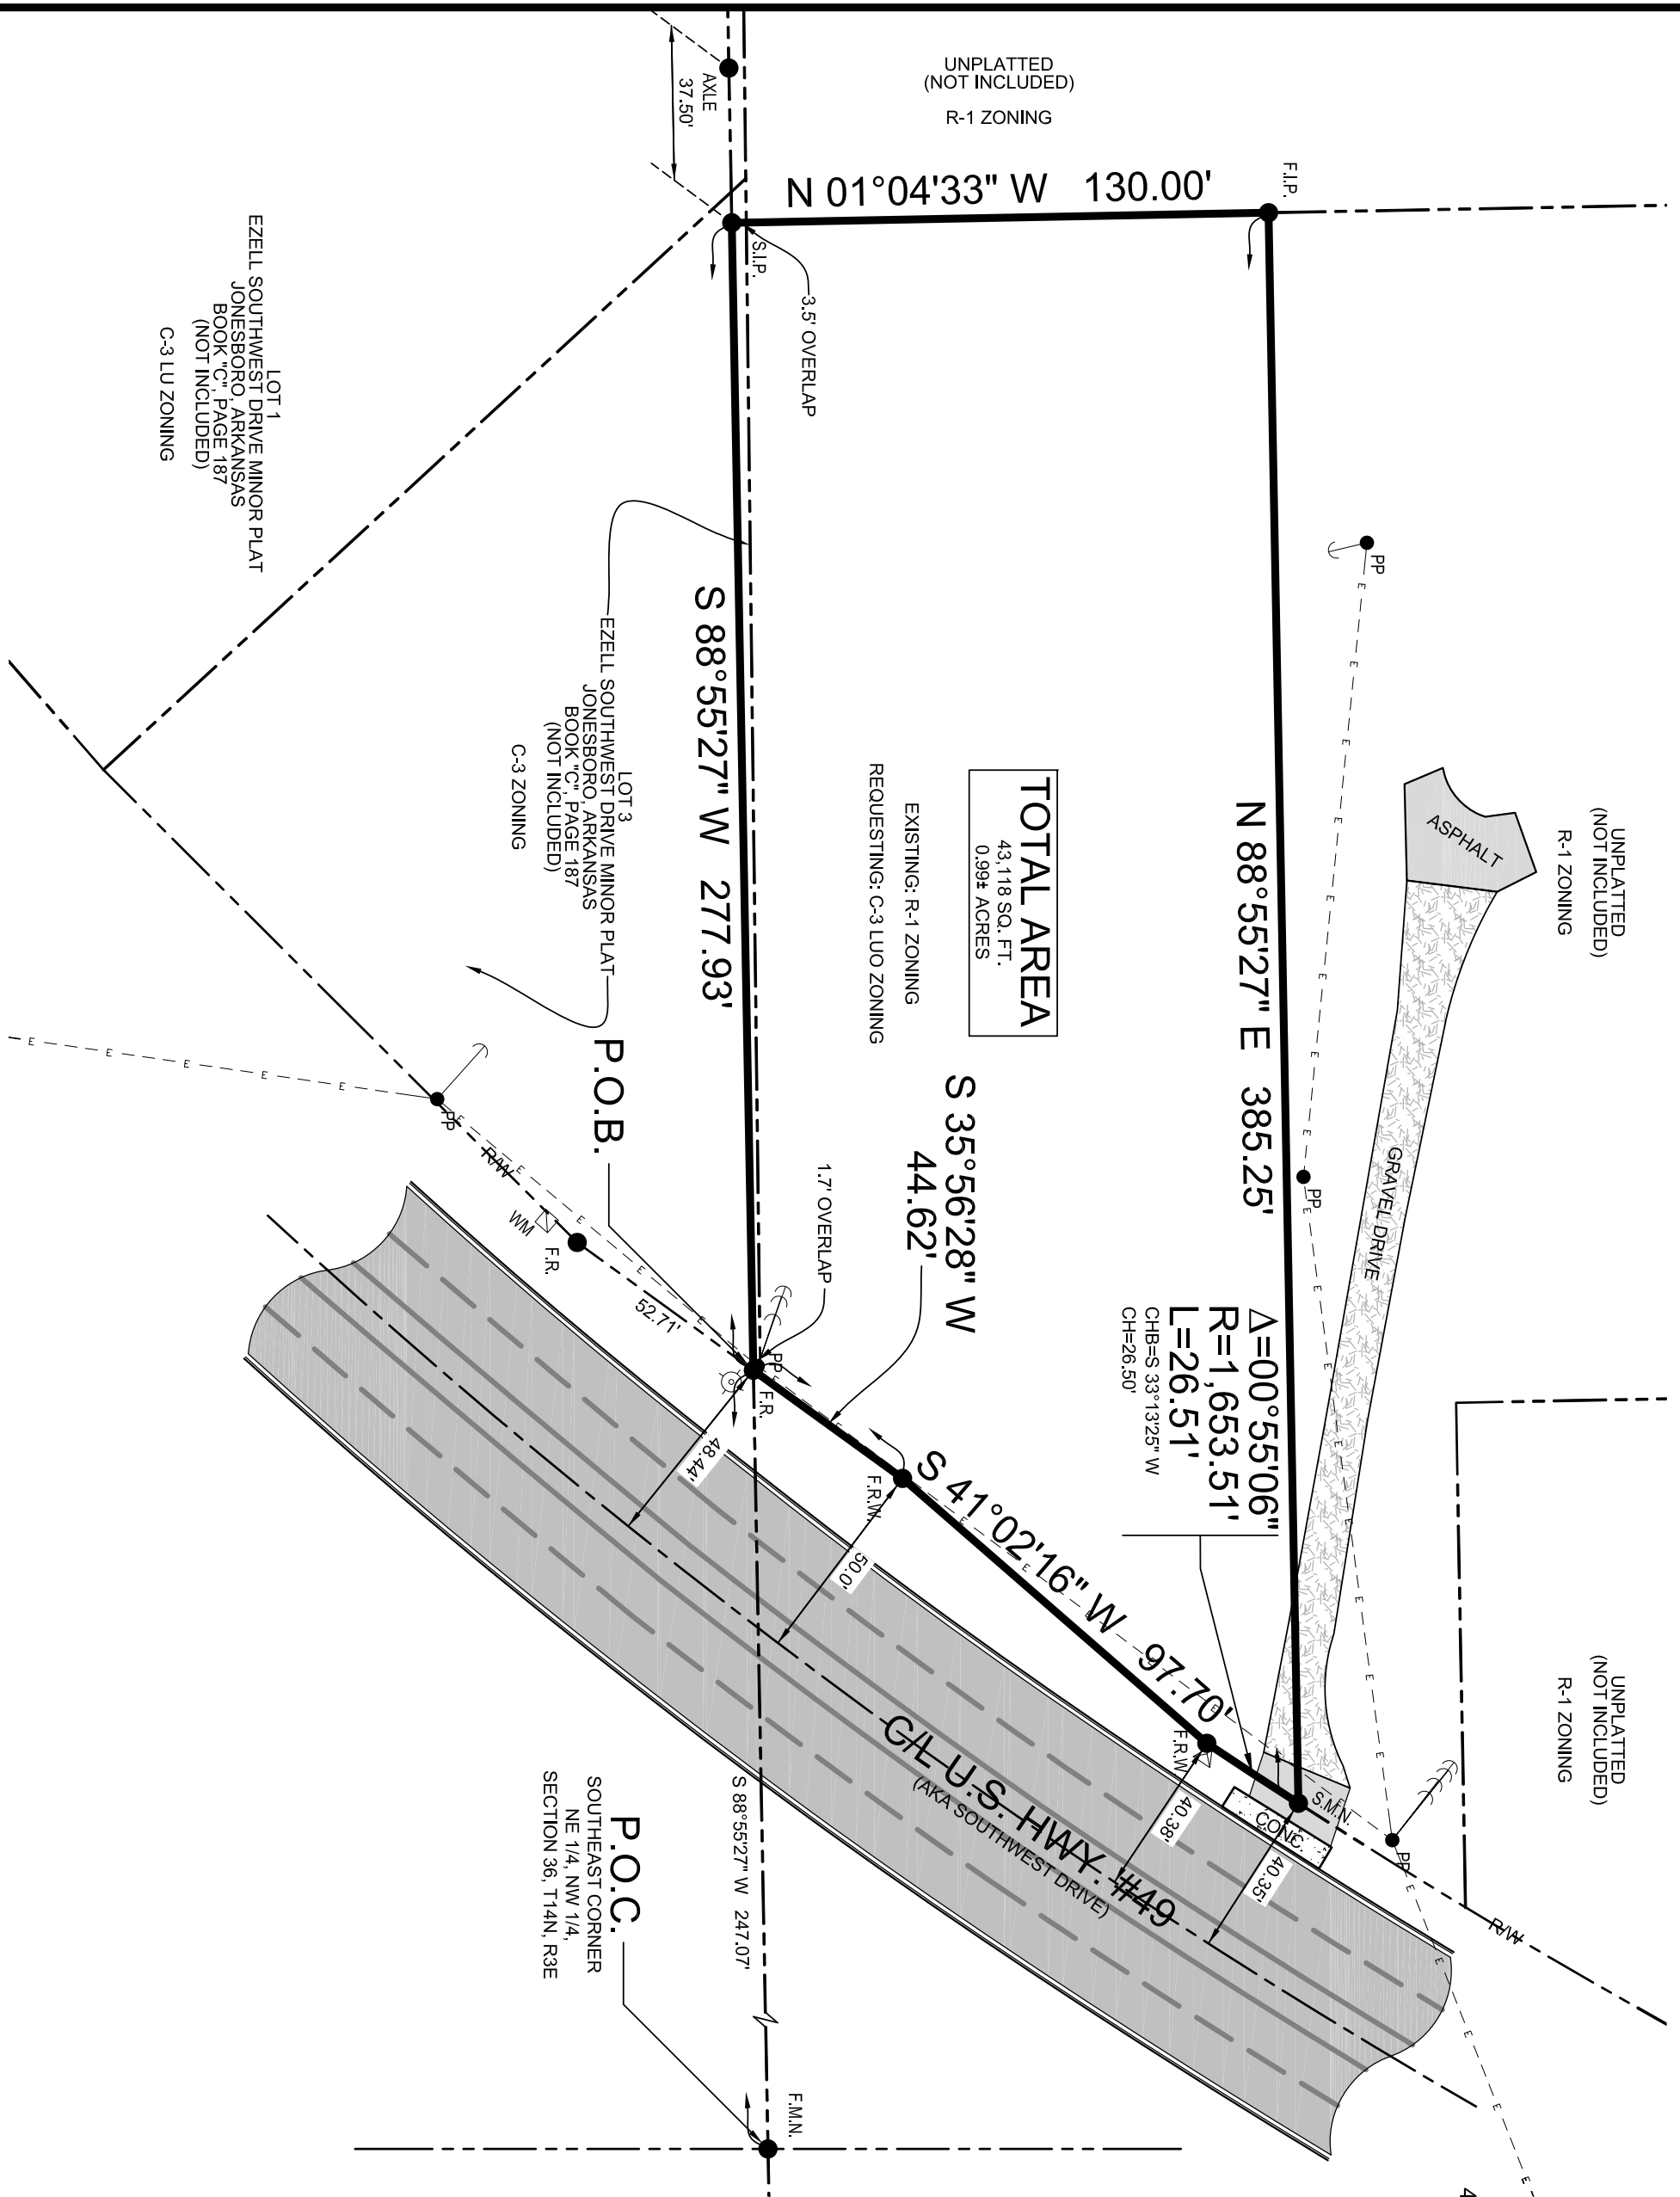 UNPLATTED
(NOT INCLUDED)
R-1 ZONING
AXLE
37.50'
N 01°04'33" W 130.00'
F.I.P.
S.I.P.
3.5' OVERLAP
LOT 1
EZELL SOUTHWEST DRIVE MINOR PLAT
JONESBORO, ARKANSAS
BOOK "C", PAGE 187
(NOT INCLUDED)
C-3 LU ZONING
PP
E E E E E E E
UNPLATTED
(NOT INCLUDED)
R-1 ZONING
ASPHALT
GRAVEL DRIVE
N 88°55'27" E 385.25'
TOTAL AREA
43,118 SQ. FT.
0.99± ACRES
EXISTING: R-1 ZONING
REQUESTING: C-3 LUO ZONING
S 88°55'27" W 277.93'
LOT 3
EZELL SOUTHWEST DRIVE MINOR PLAT
JONESBORO, ARKANSAS
BOOK "C", PAGE 187
(NOT INCLUDED)
C-3 ZONING
P.O.B.
S 35°56'28" W
44.62'
1.7' OVERLAP
PP
Δ=00°55'06"
R=1,653.51'
L=26.51'
CHB=S 33°13'25" W
CH=26.50'
E E E E E
PP
R/W
WM
F.R.
52.71'
PP
F.R.
48.44'
F.R.W.
50.0'
S 41°02'16" W 97.70'
F.R.W.
40.38'
S.M.N.
CONC.
40.35'
PP
R/W
UNPLATTED
(NOT INCLUDED)
R-1 ZONING
C/L U.S. HWY. #49
(AKA SOUTHWEST DRIVE)
S 88°55'27" W 247.07'
P.O.C.
SOUTHEAST CORNER
NE 1/4, NW 1/4,
SECTION 36, T14N, R3E
F.M.N.
4